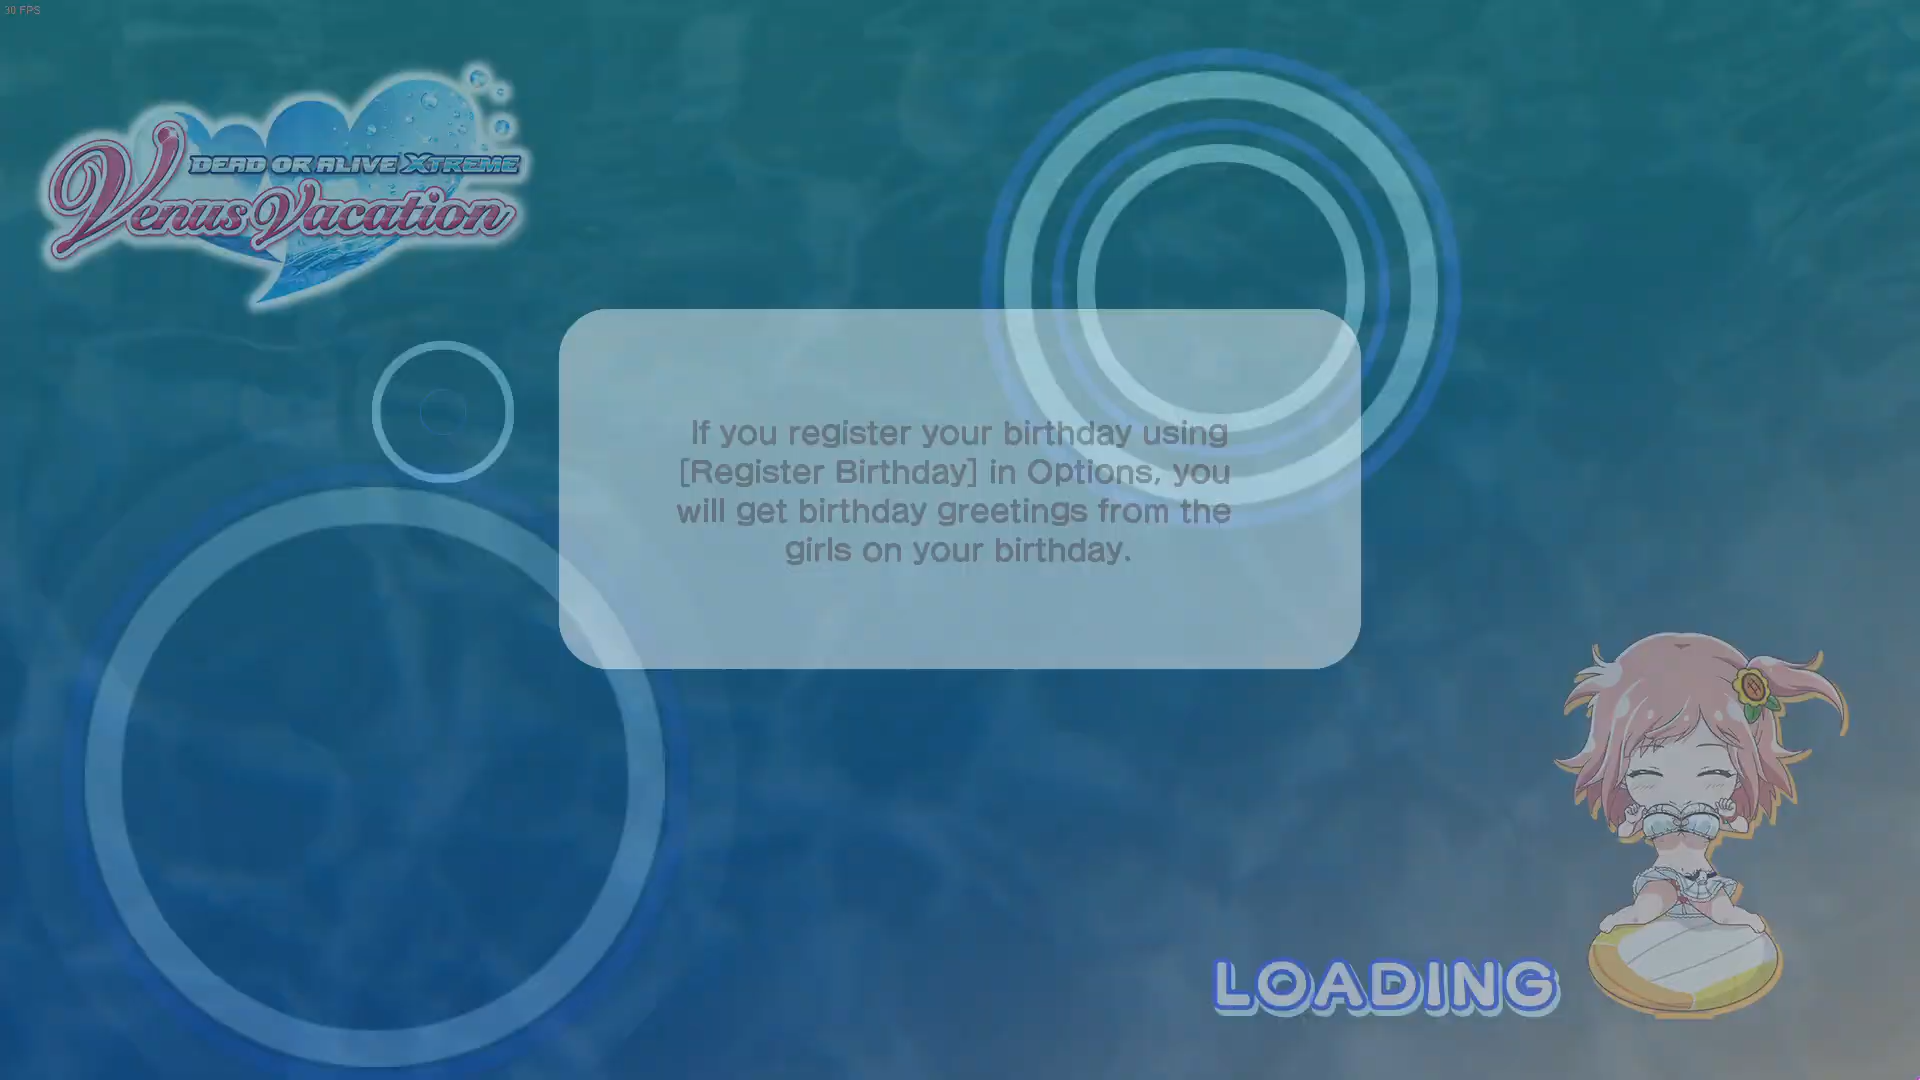 30 FPS
DEAD OR ALIVE XTREME
Venus Vacation
If you register your birthday using
[Register Birthday] in Options, you
will get birthday greetings from the
girls on your birthday.
LOADING